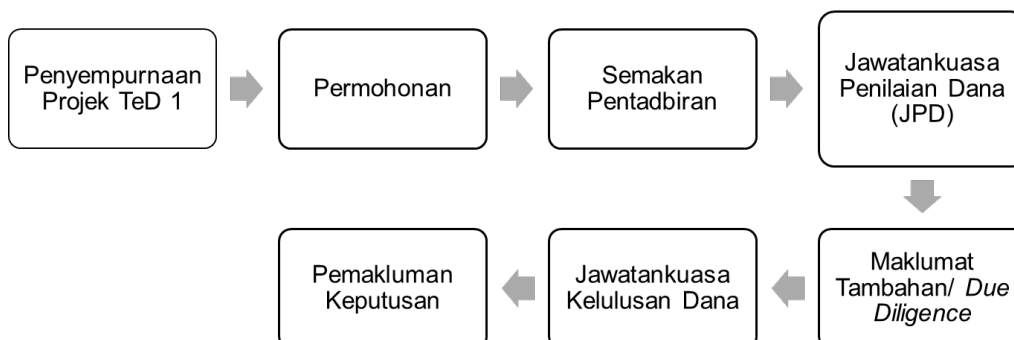 Penyempurnaan
Projek TeD 1
Permohonan
Semakan
Pentadbiran
Jawatankuasa
Penilaian Dana
(JPD)
Maklumat
Tambahan/ Due
Diligence
Jawatankuasa
Kelulusan Dana
Pemakluman
Keputusan